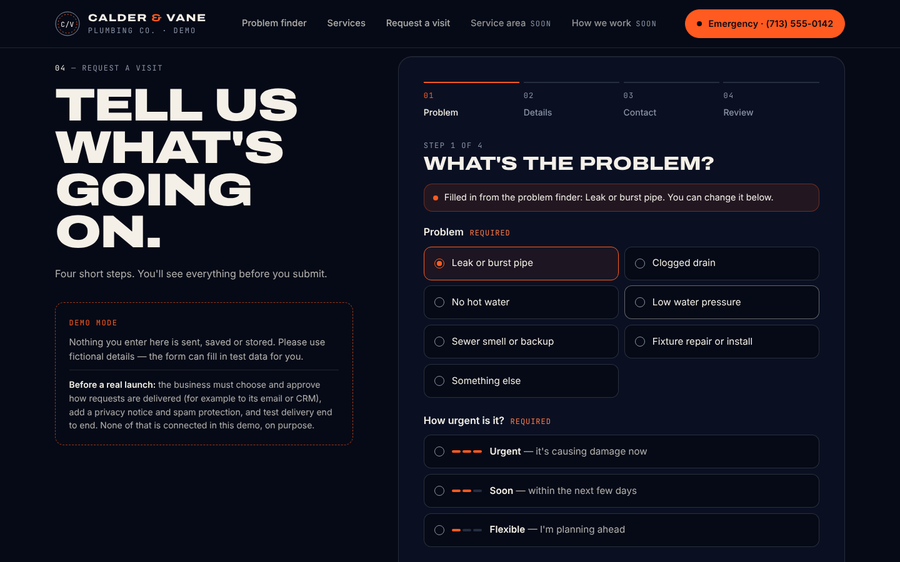 C/V
CALDER & VANE
PLUMBING CO. · DEMO
Problem finder
Services
Request a visit
Service area SOON
How we work SOON
Emergency · (713) 555-0142
04 — REQUEST A VISIT
TELL US
WHAT'S
GOING
ON.
Four short steps. You'll see everything before you submit.
DEMO MODE
Nothing you enter here is sent, saved or stored. Please use
fictional details — the form can fill in test data for you.
Before a real launch: the business must choose and approve
how requests are delivered (for example to its email or CRM),
add a privacy notice and spam protection, and test delivery end
to end. None of that is connected in this demo, on purpose.
01
Problem
02
Details
03
Contact
04
Review
STEP 1 OF 4
WHAT'S THE PROBLEM?
Filled in from the problem finder: Leak or burst pipe. You can change it below.
Problem REQUIRED
Leak or burst pipe
Clogged drain
No hot water
Low water pressure
Sewer smell or backup
Fixture repair or install
Something else
How urgent is it? REQUIRED
Urgent — it's causing damage now
Soon — within the next few days
Flexible — I'm planning ahead